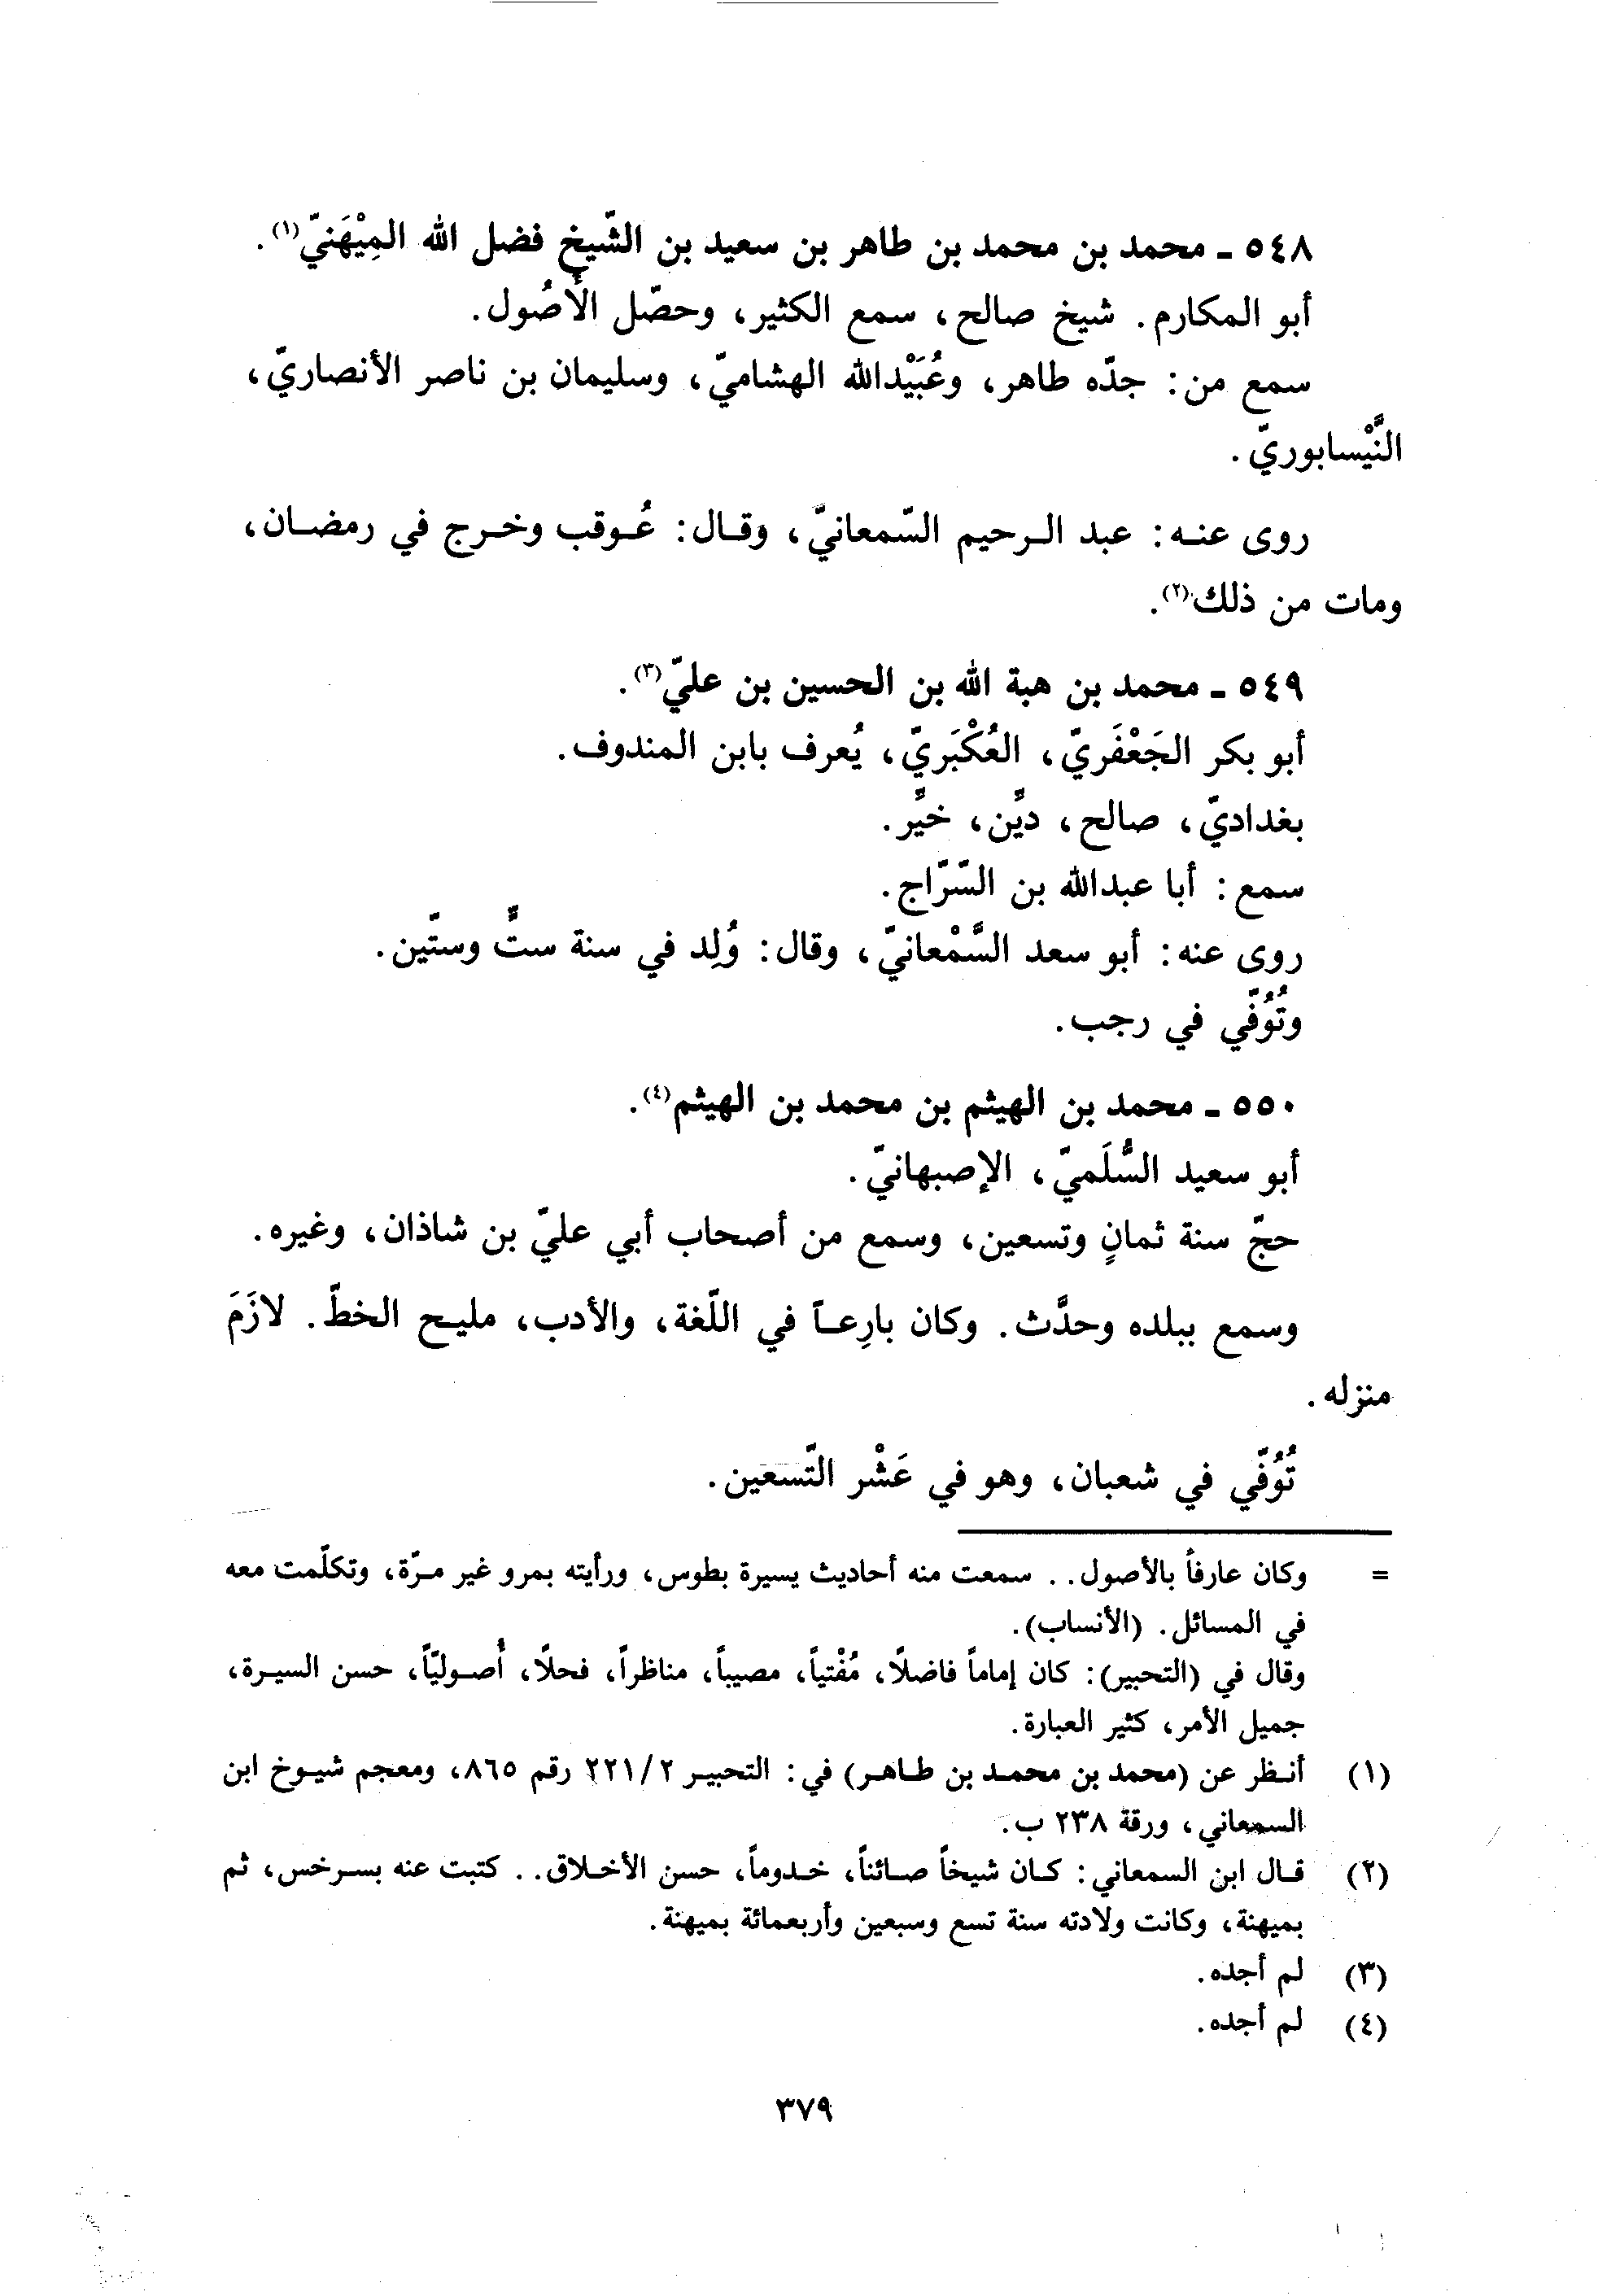 ٥٤٨ - محمد بن محمد بن طاهر بن سعيد بن الشّيخ فضل الله المِيْهَنيّ(١).
أبو المكارم. شيخ صالح، سمع الكثير، وحصّل الأُصُول.
سمع من: جدّه طاهر، وعُبَيْدالله الهشاميّ، وسليمان بن ناصر الأنصاريّ،
النَّيْسابوريّ.
روى عنه: عبد الرحيم السّمعانيّ، وقال: عُوقب وخرج في رمضان،
ومات من ذلك(٢).
٥٤٩ - محمد بن هبة الله بن الحسين بن عليّ(٣).
أبو بكر الجَعْفَريّ، العُكْبَريّ، يُعرف بابن المندوف.
بغداديّ، صالح، ديِّن، خيِّر.
سمع: أبا عبدالله بن السّرّاج.
روى عنه: أبو سعد السَّمْعانيّ، وقال: وُلِد في سنة ستٍّ وستّين.
وتُوُفّي في رجب.
٥٥٠ - محمد بن الهيثم بن محمد بن الهيثم(٤).
أبو سعيد السُّلَميّ، الإصبهانيّ.
حجّ سنة ثمانٍ وتسعين، وسمع من أصحاب أبي عليّ بن شاذان، وغيره.
وسمع ببلده وحدَّث. وكان بارِعاً في اللّغة، والأدب، مليح الخطّ. لازَمَ
منزله.
تُوُفّي في شعبان، وهو في عَشْر التّسعين.
= وكان عارفاً بالأصول.. سمعت منه أحاديث يسيرة بطوس، ورأيته بمرو غير مرّة، وتكلّمت معه
في المسائل. (الأنساب).
وقال في (التحبير): كان إماماً فاضلاً، مُفْتياً، مصيباً، مناظراً، فحلاً، أُصوليّاً، حسن السيرة،
جميل الأمر، كثير العبارة.
(١) أنظر عن (محمد بن محمد بن طاهر) في: التحبير ٢/ ٢٢١ رقم ٨٦٥، ومعجم شيوخ ابن
السمعاني، ورقة ٢٣٨ ب.
(٢) قال ابن السمعاني: كان شيخاً صائناً، خدوماً، حسن الأخلاق.. كتبت عنه بسرخس، ثم
بميهنة، وكانت ولادته سنة تسع وسبعين وأربعمائة بميهنة.
(٣) لم أجده.
(٤) لم أجده.
٣٧٩